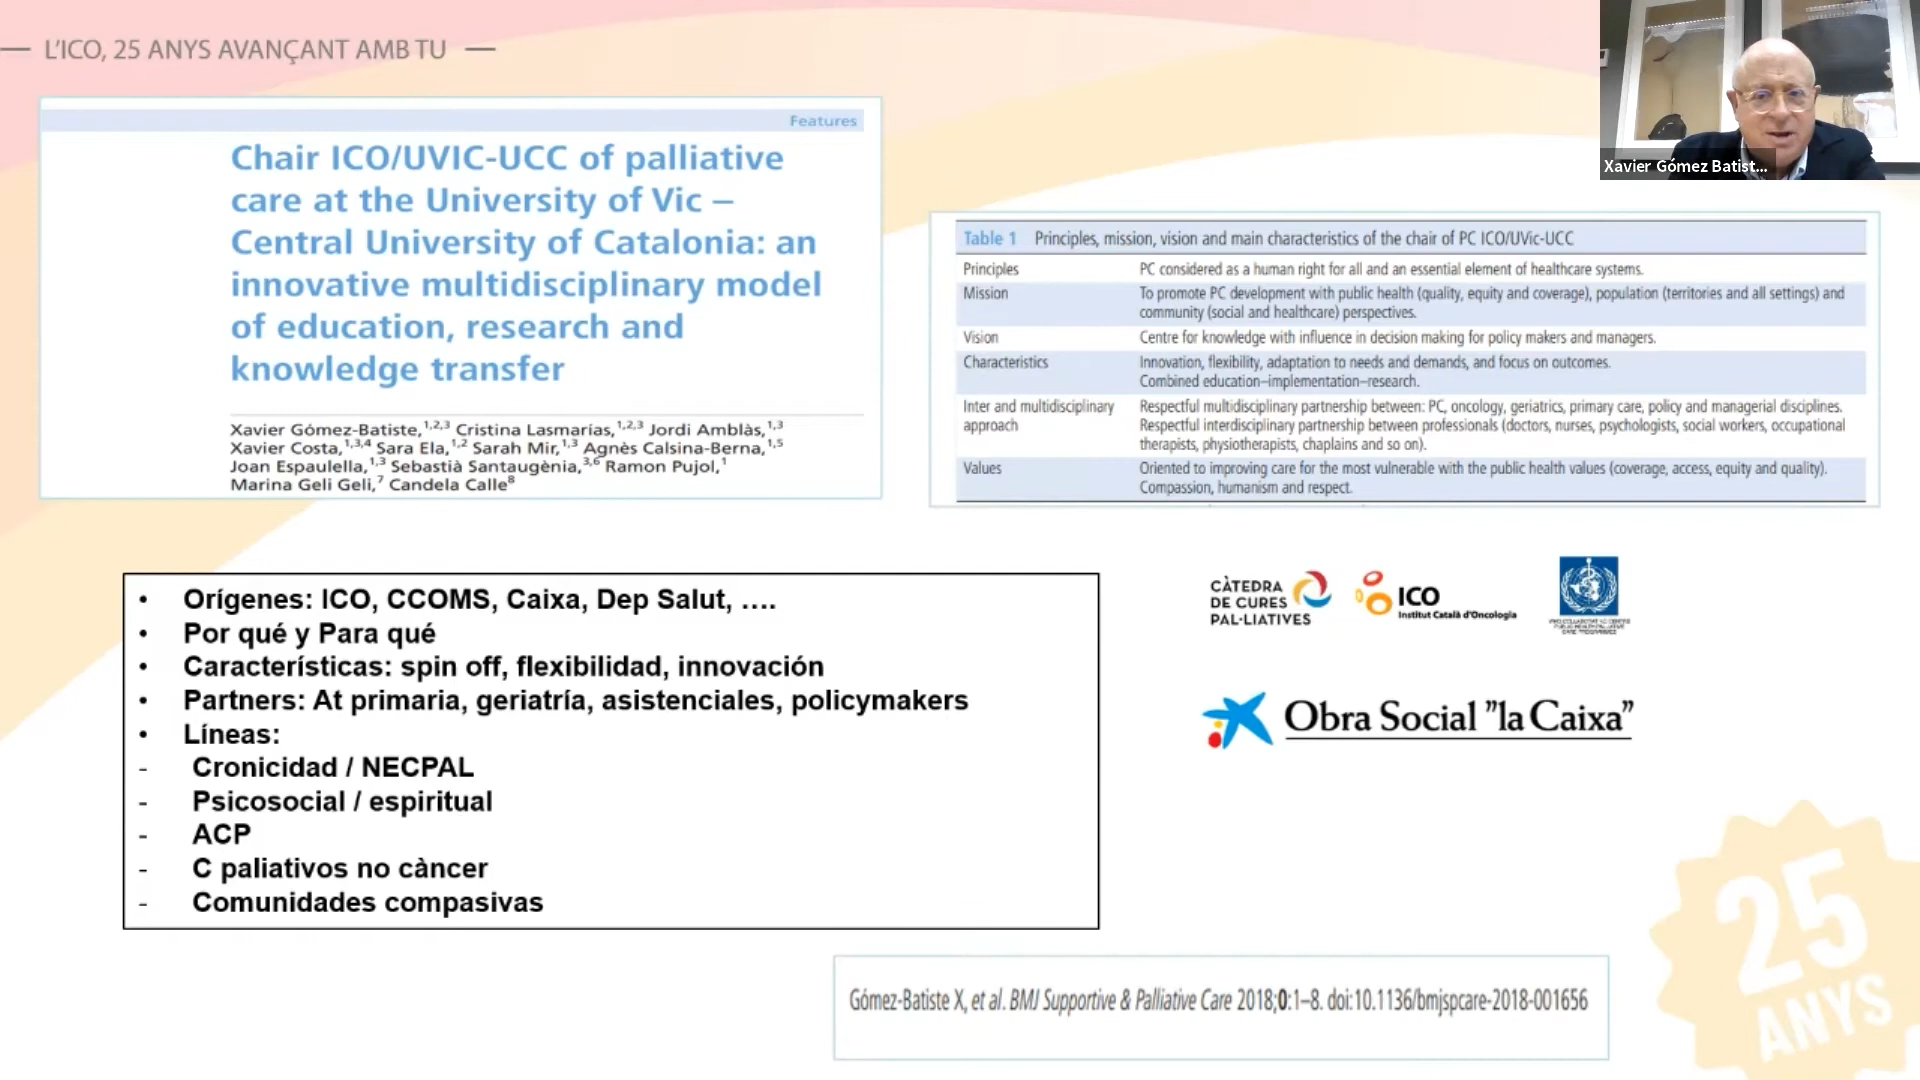 L'ICO, 25 ANYS AVANÇANT AMB TU
Xavier Gómez Batist...
Features
Chair ICO/UVIC-UCC of palliative
care at the University of Vic –
Central University of Catalonia: an
innovative multidisciplinary model
of education, research and
knowledge transfer
Xavier Gómez-Batiste,1,2,3 Cristina Lasmarías,1,2,3 Jordi Amblàs,1,3
Xavier Costa,1,3,4 Sara Ela,1,2 Sarah Mir,1,3 Agnès Calsina-Berna,1,5
Joan Espaulella,1,3 Sebastià Santaugènia,3,6 Ramon Pujol,1
Marina Geli Geli,7 Candela Calle8
Table 1 Principles, mission, vision and main characteristics of the chair of PC ICO/UVic-UCC
Principles PC considered as a human right for all and an essential element of healthcare systems.
Mission To promote PC development with public health (quality, equity and coverage), population (territories and all settings) and
community (social and healthcare) perspectives.
Vision Centre for knowledge with influence in decision making for policy makers and managers.
Characteristics Innovation, flexibility, adaptation to needs and demands, and focus on outcomes.
Combined education–implementation–research.
Inter and multidisciplinary Respectful multidisciplinary partnership between: PC, oncology, geriatrics, primary care, policy and managerial disciplines.
approach Respectful interdisciplinary partnership between professionals (doctors, nurses, psychologists, social workers, occupational
therapists, physiotherapists, chaplains and so on).
Values Oriented to improving care for the most vulnerable with the public health values (coverage, access, equity and quality).
Compassion, humanism and respect.
• Orígenes: ICO, CCOMS, Caixa, Dep Salut, ….
• Por qué y Para qué
• Características: spin off, flexibilidad, innovación
• Partners: At primaria, geriatría, asistenciales, policymakers
• Líneas:
- Cronicidad / NECPAL
- Psicosocial / espiritual
- ACP
- C paliativos no càncer
- Comunidades compasivas
CÀTEDRA
DE CURES
PAL·LIATIVES
ICO
Institut Català d'Oncologia
WHO COLLABORATING CENTRE
PUBLIC HEALTH PALLIATIVE
CARE PROGRAMMES
Obra Social "la Caixa"
Gómez-Batiste X, et al. BMJ Supportive & Palliative Care 2018;0:1–8. doi:10.1136/bmjspcare-2018-001656
25
ANYS